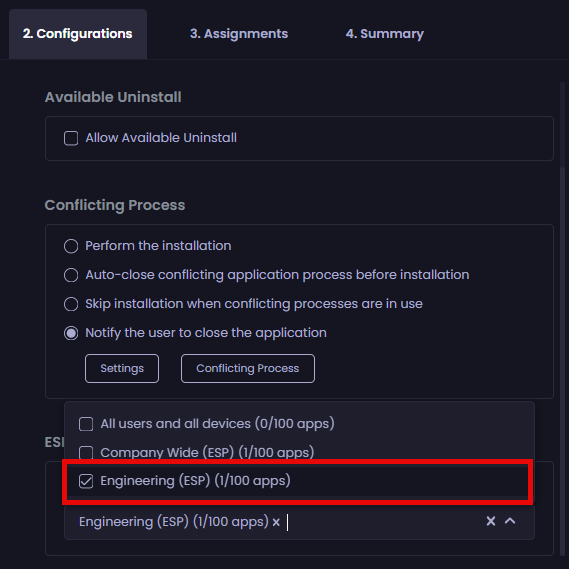 2. Configurations
3. Assignments
4. Summary
Available Uninstall
Allow Available Uninstall
Conflicting Process
Perform the installation
Auto-close conflicting application process before installation
Skip installation when conflicting processes are in use
Notify the user to close the application
Settings
Conflicting Process
All users and all devices (0/100 apps)
Company Wide (ESP) (1/100 apps)
Engineering (ESP) (1/100 apps)
Engineering (ESP) (1/100 apps) x